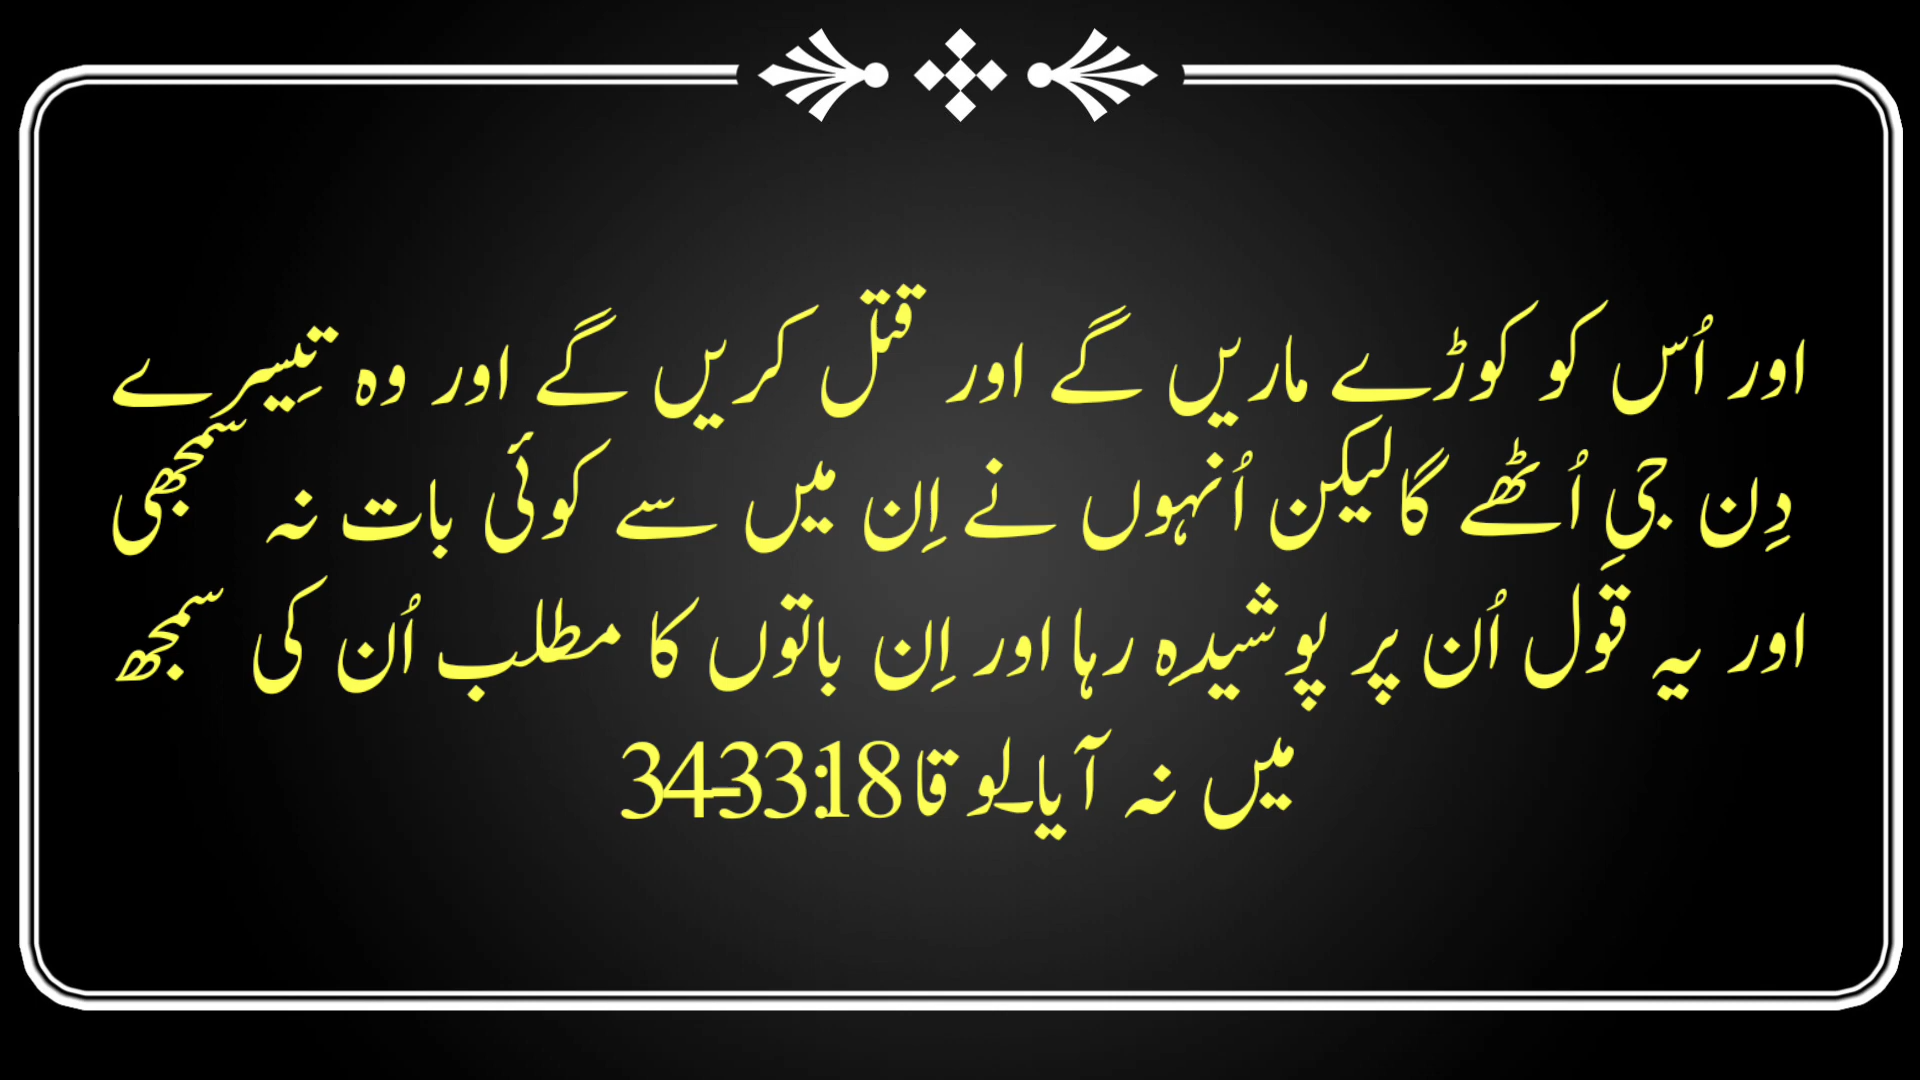 اور اُس کو کوڑے ماریں گے اور قتل کریں گے اور وہ تِیسرے
دِن جی اُٹھے گا لیکن اُنہوں نے اِن میں سے کوئی بات نہ سمجھی
اور یہ قَول اُن پر پوشیدہ رہا اور اِن باتوں کا مطلب اُن کی سمجھ
میں نہ آیا۔لوقا 18:33-34